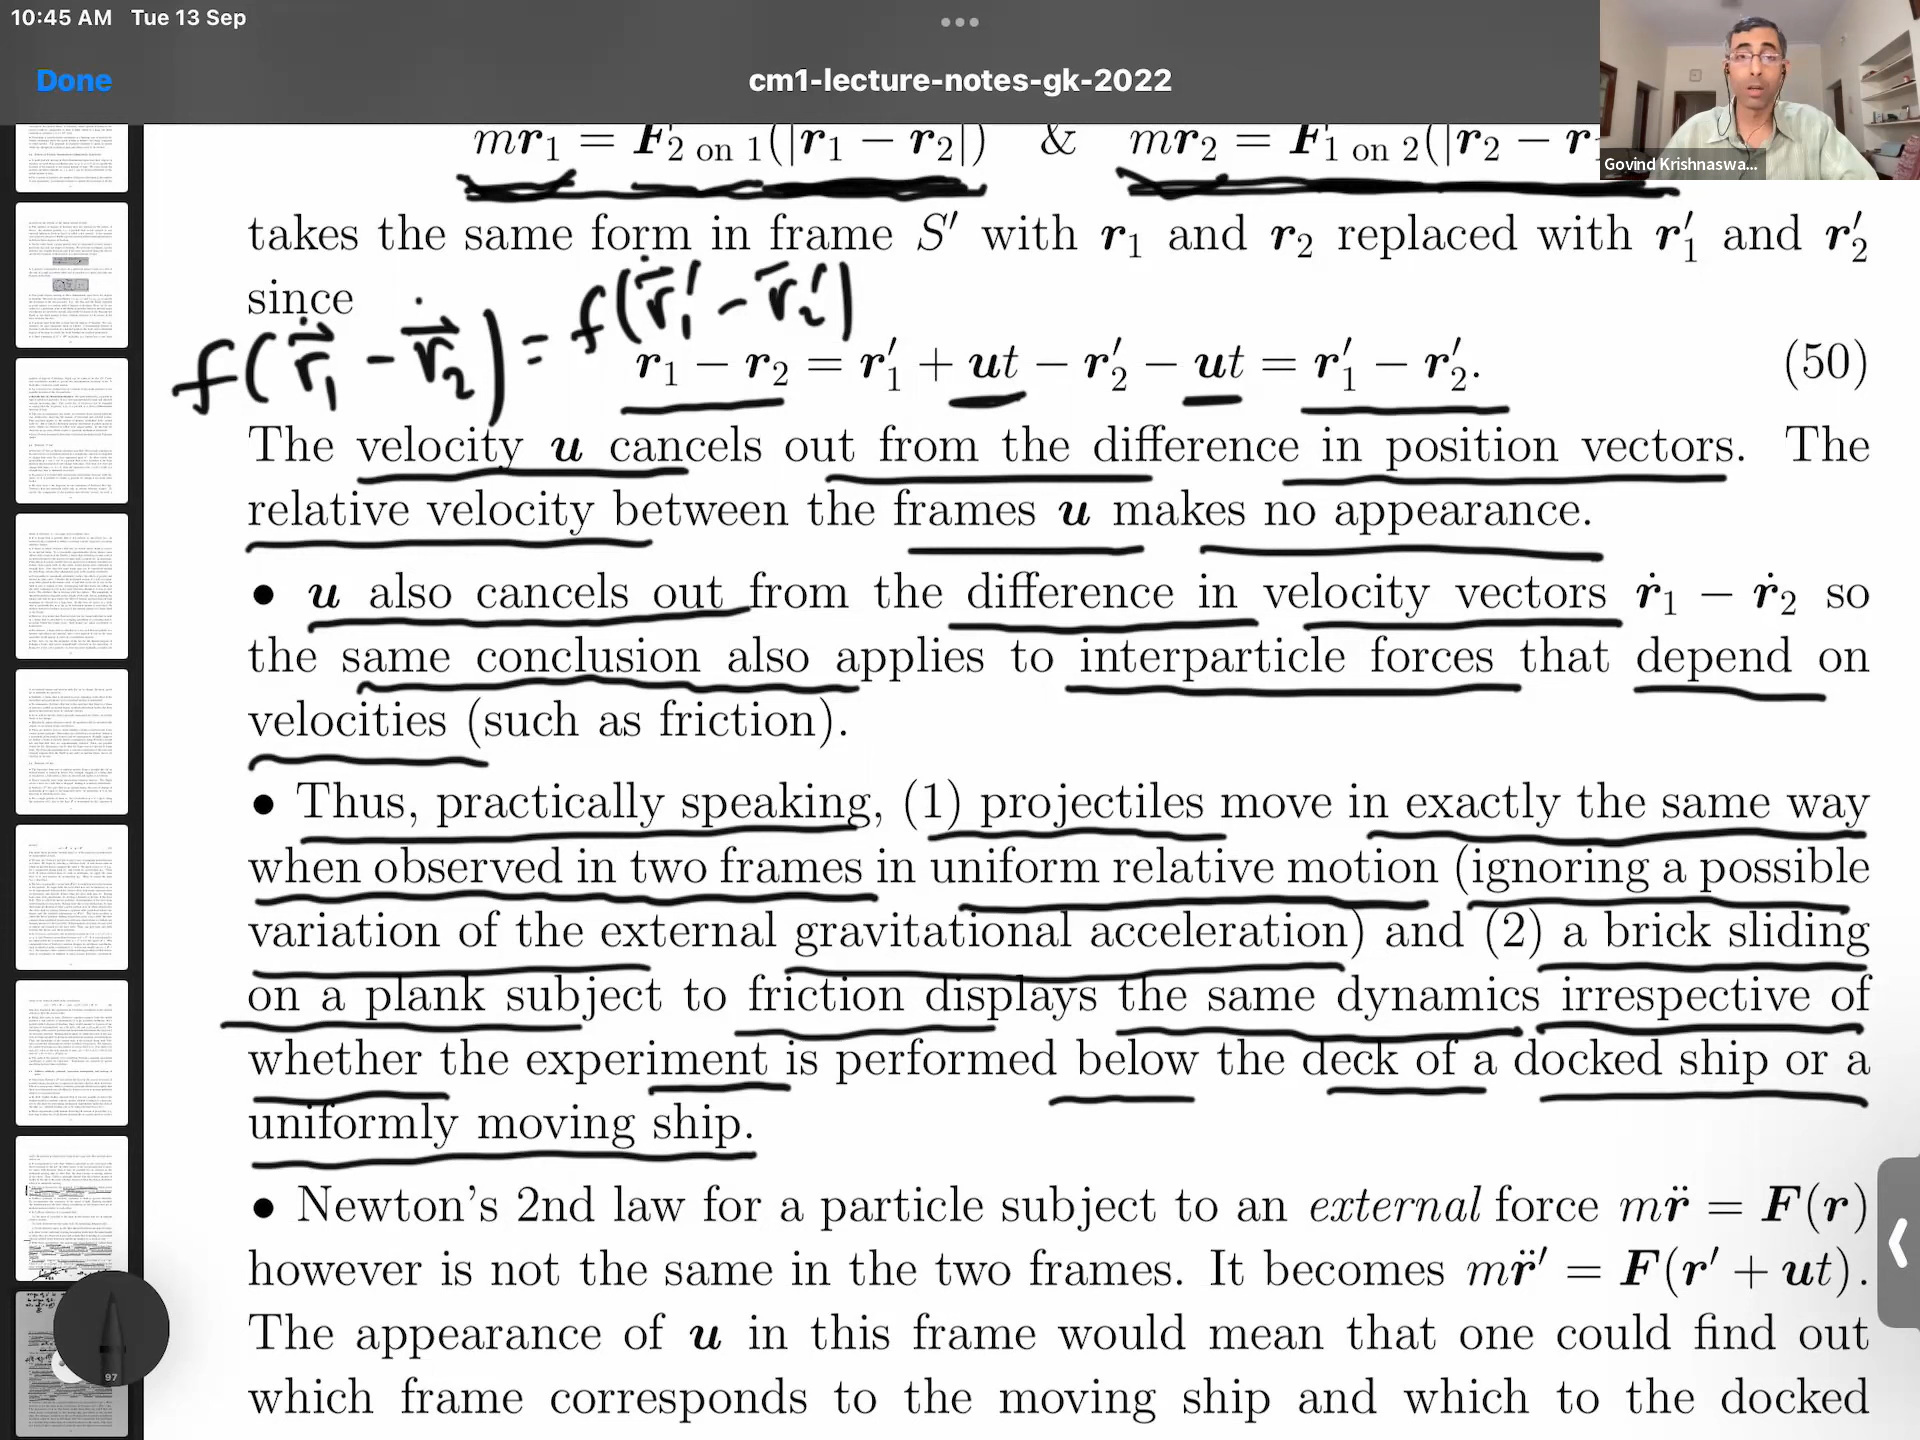 10:45 AM Tue 13 Sep
Done
cm1-lecture-notes-gk-2022
Govind Krishnaswa...
mr₁ = F₂ on 1(|r₁ − r₂|) & mr₂ = F₁ on 2(|r₂ − r
takes the same form in frame S′ with r₁ and r₂ replaced with r′₁ and r′₂
since
f(ṙ⃗₁ − ṙ⃗₂) = f(ṙ⃗₁′ − ṙ⃗₂′)
r₁ − r₂ = r′₁ + ut − r′₂ − ut = r′₁ − r′₂. (50)
The velocity u cancels out from the difference in position vectors. The
relative velocity between the frames u makes no appearance.
• u also cancels out from the difference in velocity vectors ṙ₁ − ṙ₂ so
the same conclusion also applies to interparticle forces that depend on
velocities (such as friction).
• Thus, practically speaking, (1) projectiles move in exactly the same way
when observed in two frames in uniform relative motion (ignoring a possible
variation of the external gravitational acceleration) and (2) a brick sliding
on a plank subject to friction displays the same dynamics irrespective of
whether the experiment is performed below the deck of a docked ship or a
uniformly moving ship.
• Newton's 2nd law for a particle subject to an external force mr̈ = F(r)
however is not the same in the two frames. It becomes mr̈′ = F(r′ + ut).
The appearance of u in this frame would mean that one could find out
which frame corresponds to the moving ship and which to the docked
97